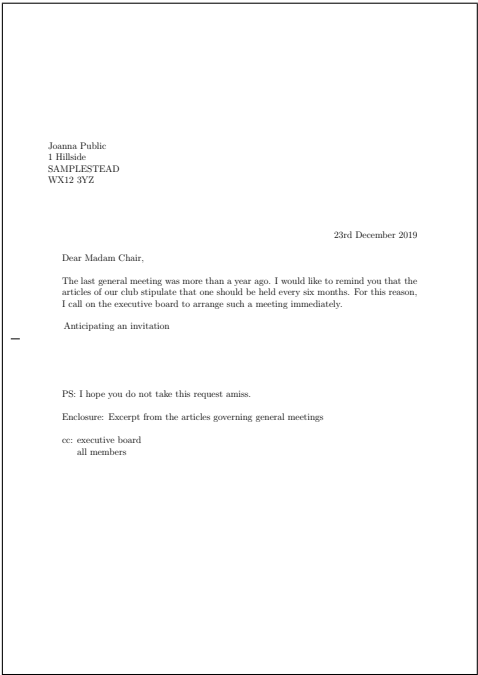 Joanna Public
1 Hillside
SAMPLESTEAD
WX12 3YZ
23rd December 2019
Dear Madam Chair,
The last general meeting was more than a year ago. I would like to remind you that the
articles of our club stipulate that one should be held every six months. For this reason,
I call on the executive board to arrange such a meeting immediately.
Anticipating an invitation
PS: I hope you do not take this request amiss.
Enclosure: Excerpt from the articles governing general meetings
cc: executive board
all members